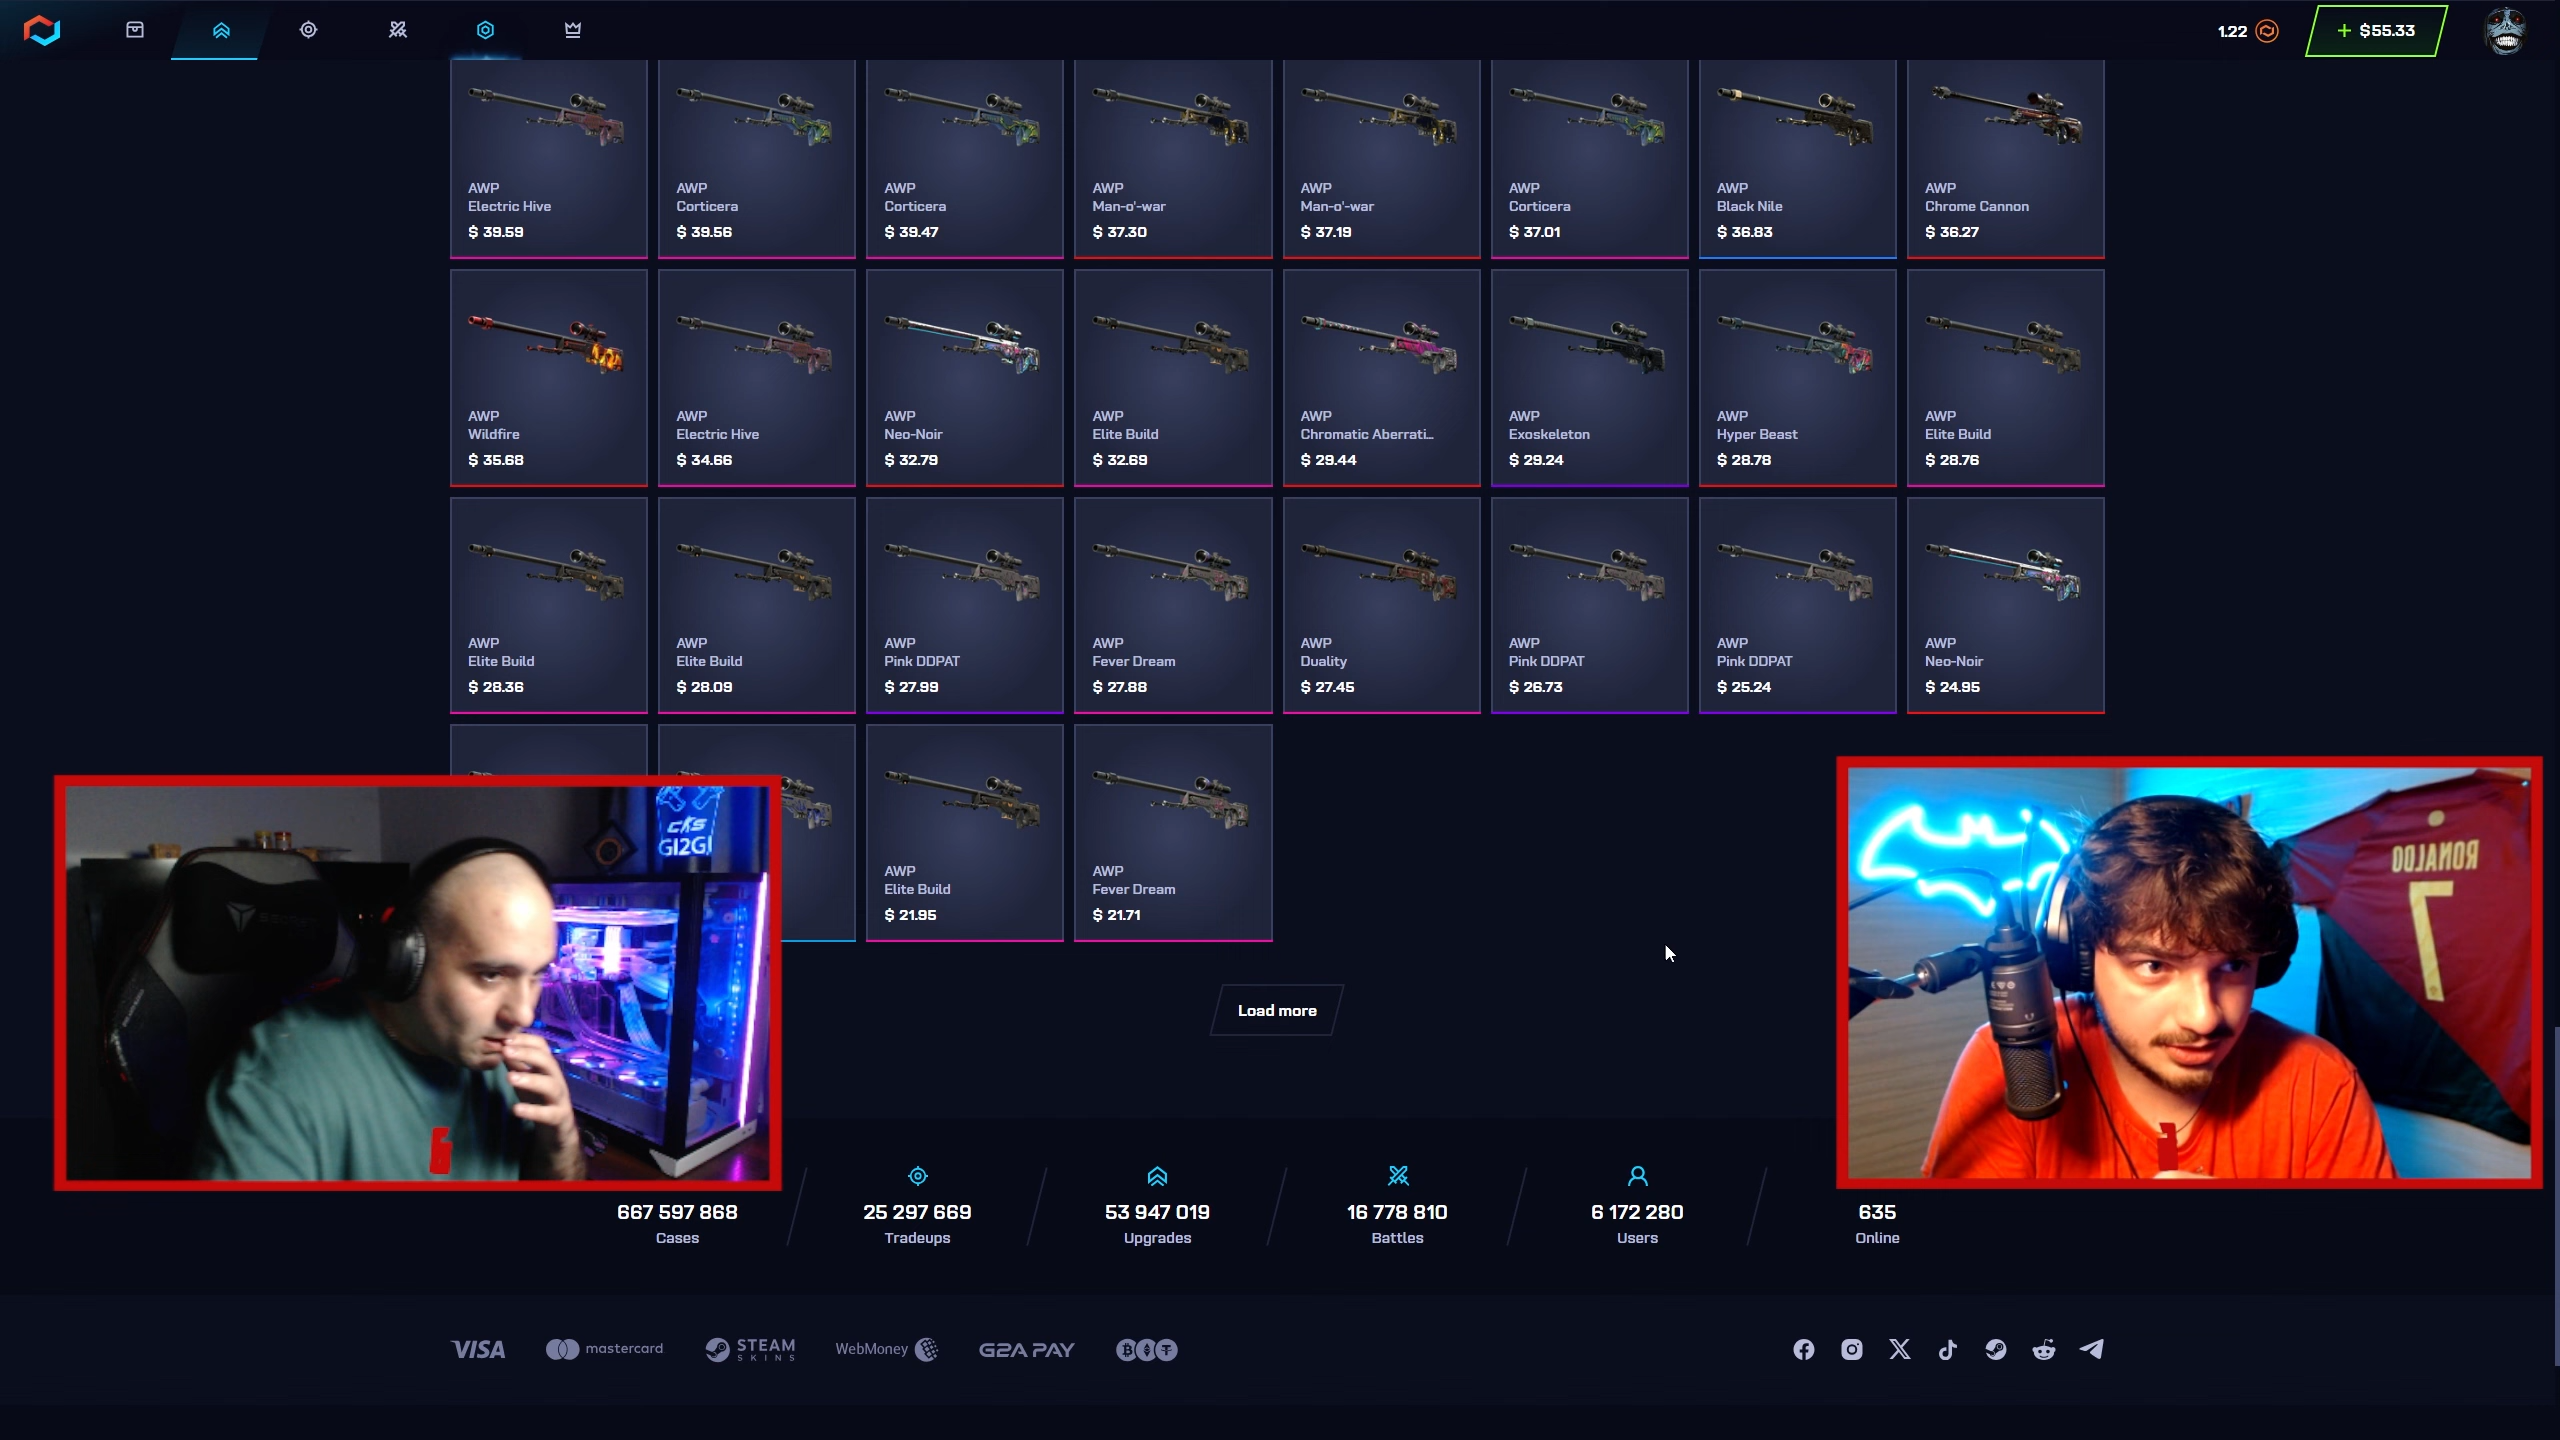 1.22
+ $55.33
AWP
Electric Hive
$ 39.59
AWP
Corticera
$ 39.56
AWP
Corticera
$ 39.47
AWP
Man-o'-war
$ 37.30
AWP
Man-o'-war
$ 37.19
AWP
Corticera
$ 37.01
AWP
Black Nile
$ 36.83
AWP
Chrome Cannon
$ 36.27
AWP
Wildfire
$ 35.68
AWP
Electric Hive
$ 34.66
AWP
Neo-Noir
$ 32.79
AWP
Elite Build
$ 32.69
AWP
Chromatic Aberrati...
$ 29.44
AWP
Exoskeleton
$ 29.24
AWP
Hyper Beast
$ 28.78
AWP
Elite Build
$ 28.76
AWP
Elite Build
$ 28.36
AWP
Elite Build
$ 28.09
AWP
Pink DDPAT
$ 27.99
AWP
Fever Dream
$ 27.88
AWP
Duality
$ 27.45
AWP
Pink DDPAT
$ 26.73
AWP
Pink DDPAT
$ 25.24
AWP
Neo-Noir
$ 24.95
AWP
Elite Build
$ 21.95
AWP
Fever Dream
$ 21.71
RONALDO
7
Load more
667 597 868
Cases
25 297 669
Tradeups
53 947 019
Upgrades
16 778 810
Battles
6 172 280
Users
635
Online
VISA
mastercard
STEAM
SKINS
WebMoney
G2A PAY